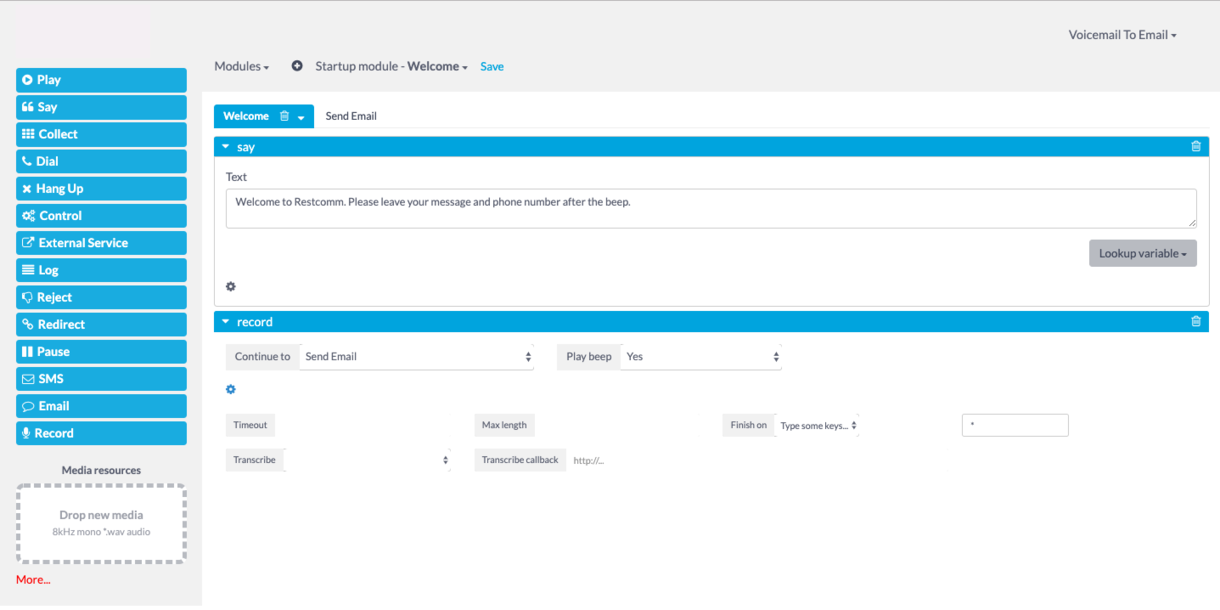 Voicemail To Email
Modules Startup module - Welcome Save
Play
Say
Collect
Dial
Hang Up
Control
External Service
Log
Reject
Redirect
Pause
SMS
Email
Record
Media resources
Drop new media
8kHz mono *.wav audio
More...
Welcome Send Email
say
Text
Welcome to Restcomm. Please leave your message and phone number after the beep.
Lookup variable
record
Continue to Send Email Play beep Yes
Timeout Max length Finish on Type some keys... *
Transcribe Transcribe callback http://...